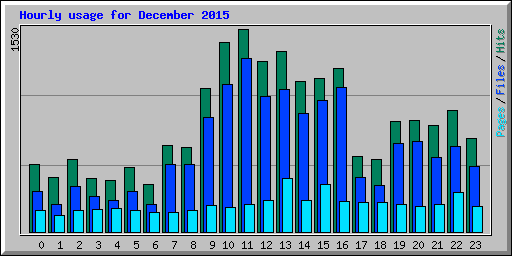 Hourly usage for December 2015
1530
Pages/Files/Hits
0 1 2 3 4 5 6 7 8 9 10 11 12 13 14 15 16 17 18 19 20 21 22 23